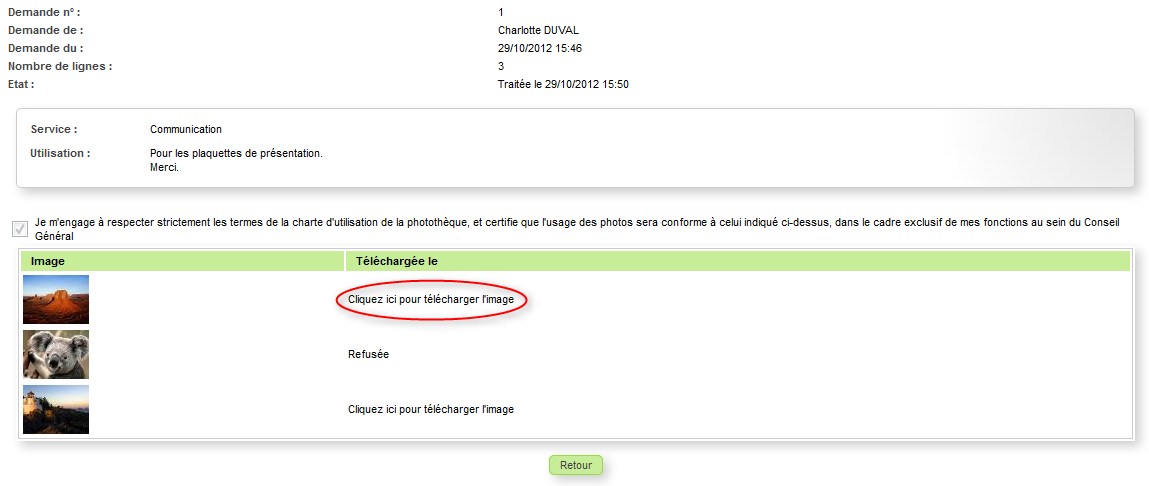 Demande n° : 1
Demande de : Charlotte DUVAL
Demande du : 29/10/2012 15:46
Nombre de lignes : 3
Etat : Traitée le 29/10/2012 15:50
Service : Communication
Utilisation : Pour les plaquettes de présentation.
Merci.
Je m'engage à respecter strictement les termes de la charte d'utilisation de la photothèque, et certifie que l'usage des photos sera conforme à celui indiqué ci-dessus, dans le cadre exclusif de mes fonctions au sein du Conseil
Général
Image Téléchargée le
Cliquez ici pour télécharger l'image
Refusée
Cliquez ici pour télécharger l'image
Retour